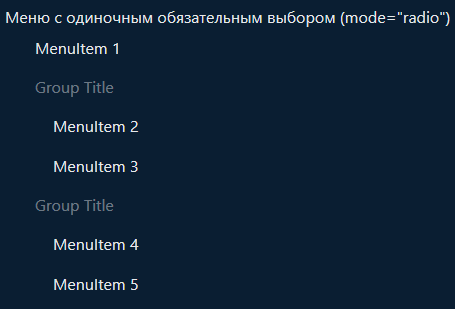 Меню с одиночным обязательным выбором (mode="radio")
MenuItem 1
Group Title
MenuItem 2
MenuItem 3
Group Title
MenuItem 4
MenuItem 5